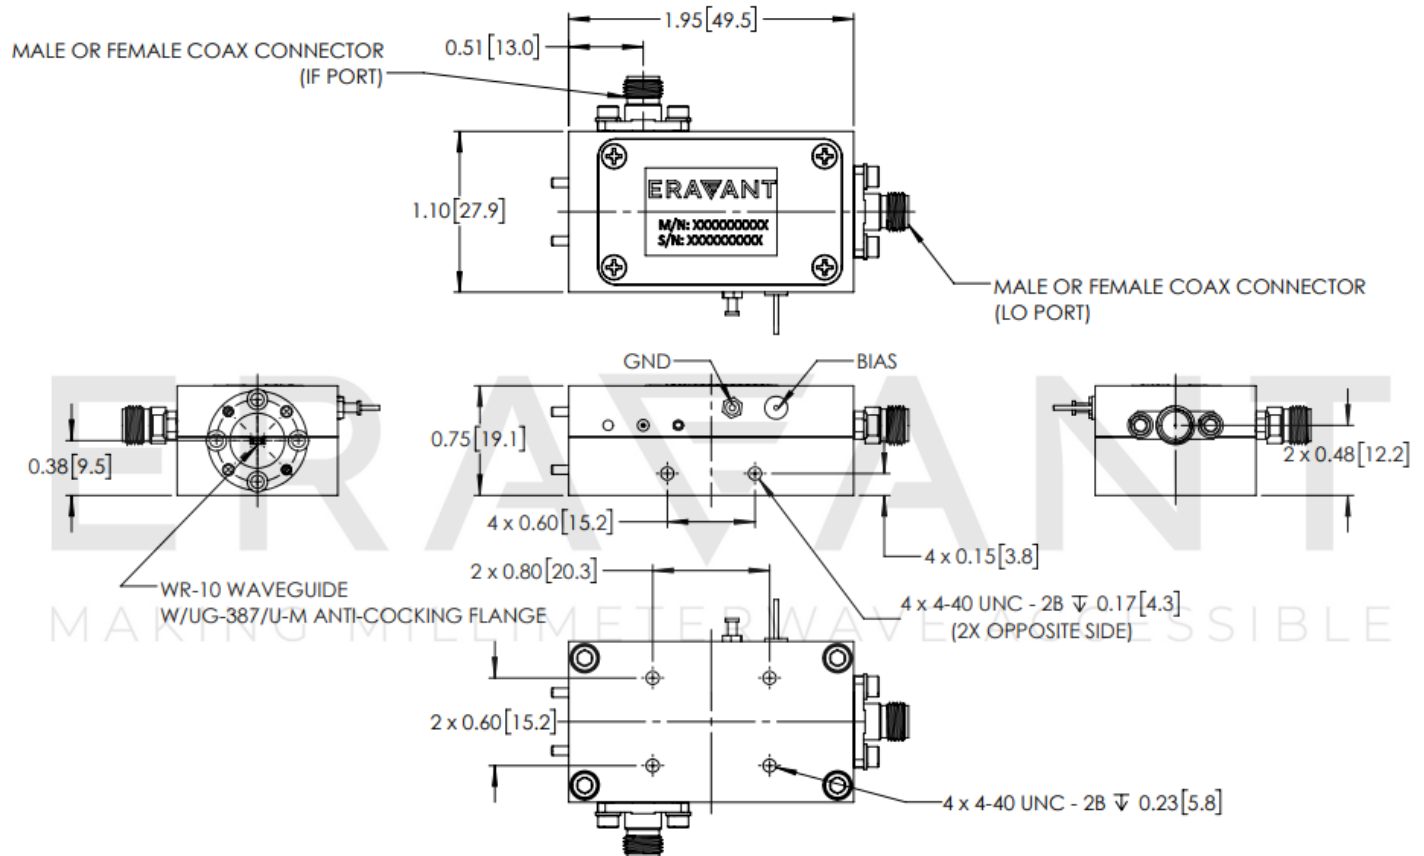 1.95[49.5]
0.51[13.0]
MALE OR FEMALE COAX CONNECTOR
(IF PORT)
1.10[27.9]
ERAVANT
M/N: XXXXXXXXXX
S/N: XXXXXXXXXX
MALE OR FEMALE COAX CONNECTOR
(LO PORT)
GND
BIAS
0.38[9.5]
0.75[19.1]
2 x 0.48[12.2]
ERAVANT
4 x 0.60[15.2]
4 x 0.15[3.8]
WR-10 WAVEGUIDE
W/UG-387/U-M ANTI-COCKING FLANGE
2 x 0.80[20.3]
4 x 4-40 UNC - 2B ↧ 0.17[4.3]
(2X OPPOSITE SIDE)
MAKING MILLIMETERWAVE ACCESSIBLE
2 x 0.60[15.2]
4 x 4-40 UNC - 2B ↧ 0.23[5.8]